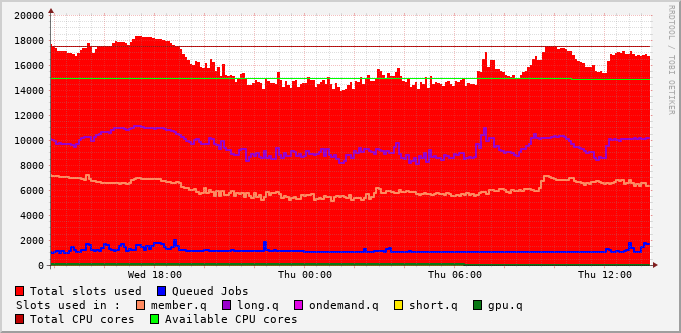 20000
18000
16000
14000
12000
10000
8000
6000
4000
2000
0
Wed 18:00 Thu 00:00 Thu 06:00 Thu 12:00
RRDTOOL / TOBI OETIKER
Total slots used Queued Jobs
Slots used in : member.q long.q ondemand.q short.q gpu.q
Total CPU cores Available CPU cores